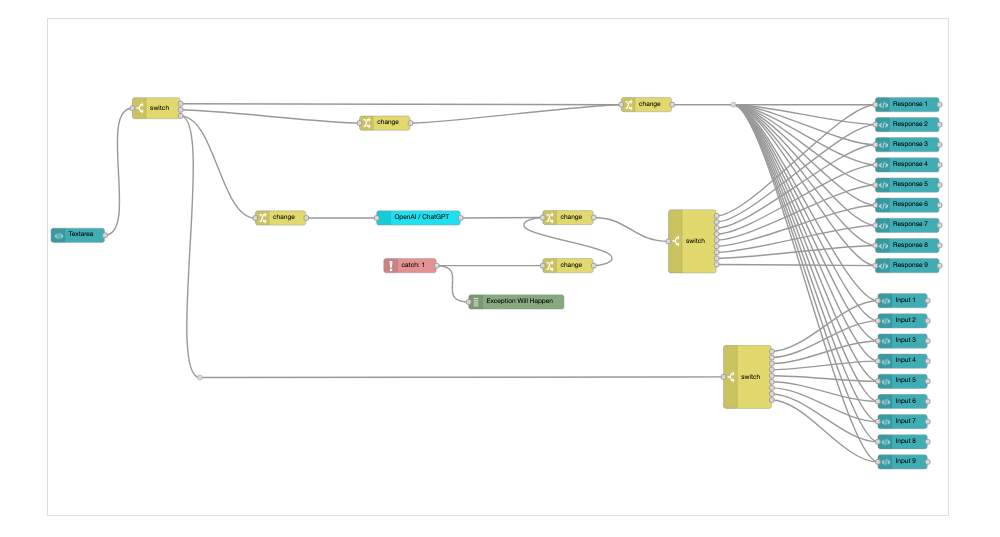 switch
change
Response 1
change
Response 2
Response 3
Response 4
Response 5
Response 6
change
OpenAI / ChatGPT
change
Response 7
Textarea
switch
Response 8
catch: 1
change
Response 9
Exception Will Happen
Input 1
Input 2
Input 3
Input 4
switch
Input 5
Input 6
Input 7
Input 8
Input 9